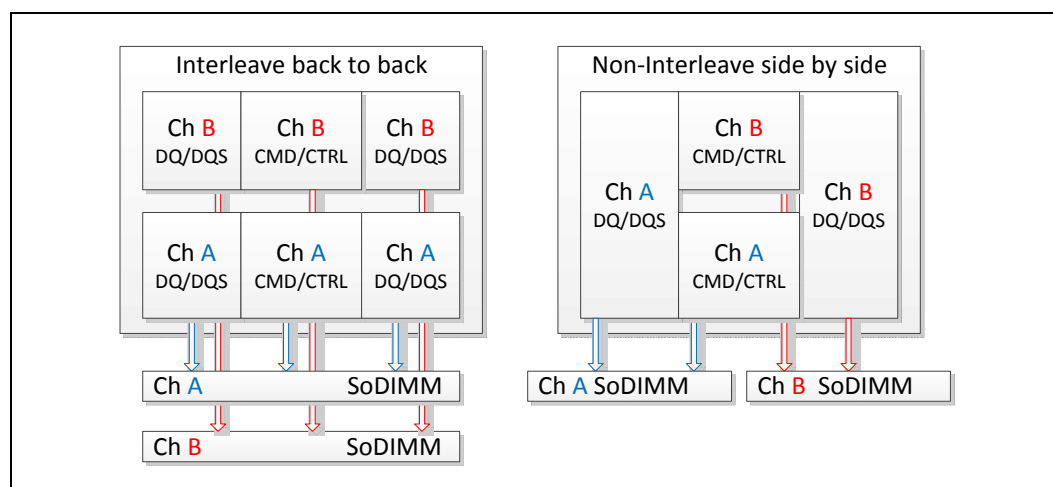 Interleave back to back
Ch B
DQ/DQS
Ch B
CMD/CTRL
Ch B
DQ/DQS
Ch A
DQ/DQS
Ch A
CMD/CTRL
Ch A
DQ/DQS
Ch A SoDIMM
Ch B SoDIMM
Non-Interleave side by side
Ch A
DQ/DQS
Ch B
CMD/CTRL
Ch A
CMD/CTRL
Ch B
DQ/DQS
Ch A SoDIMM
Ch B SoDIMM